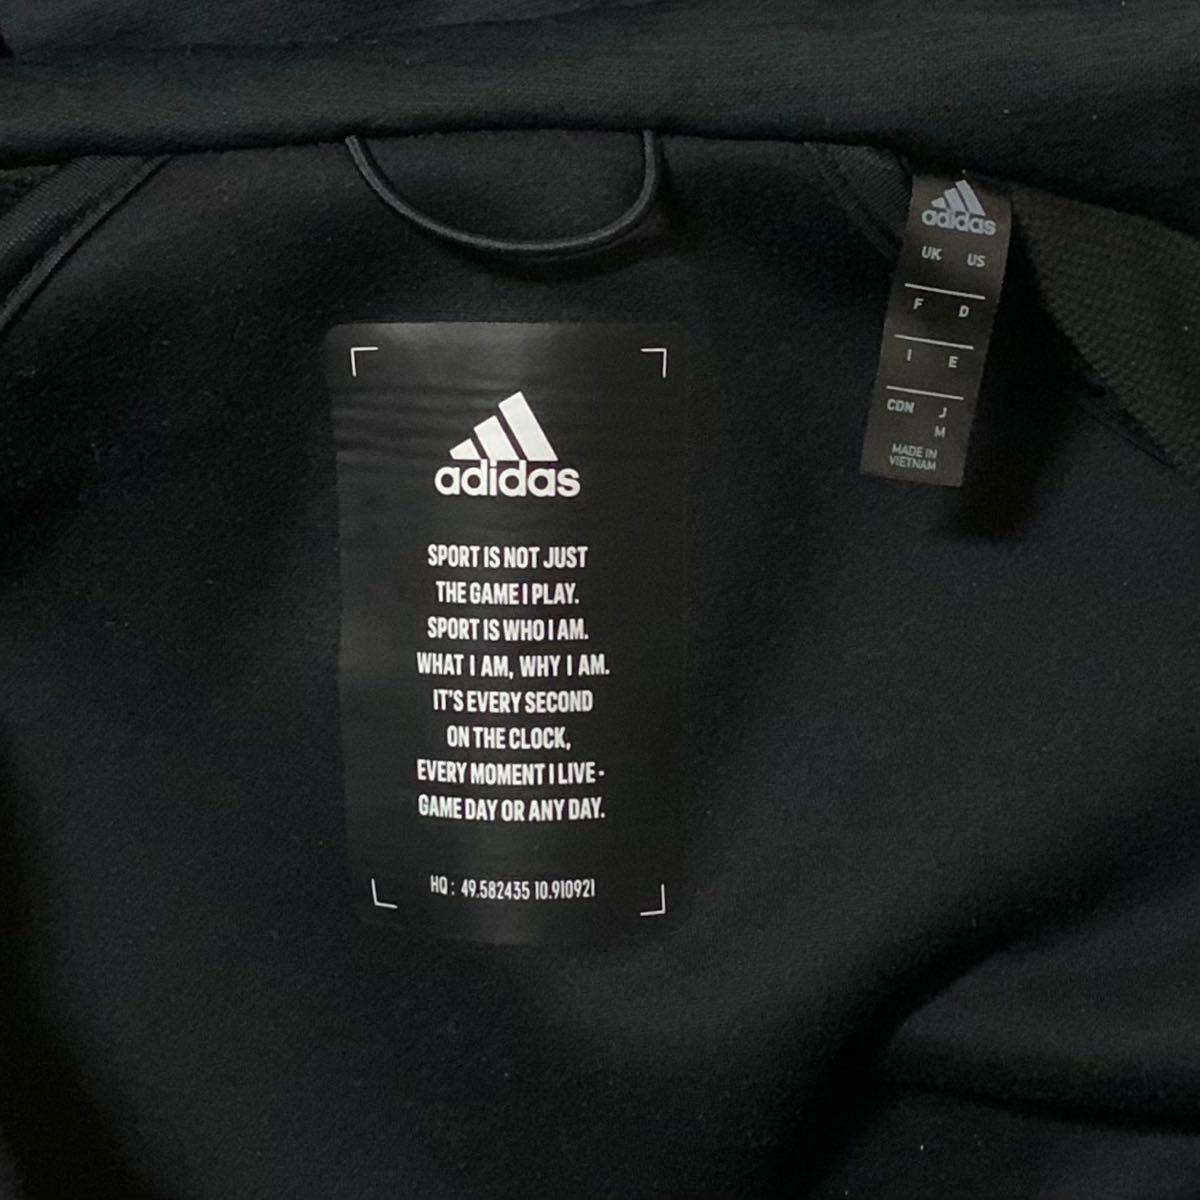 adidas
SPORT IS NOT JUST
THE GAME I PLAY.
SPORT IS WHO I AM.
WHAT I AM, WHY I AM.
IT'S EVERY SECOND
ON THE CLOCK,
EVERY MOMENT I LIVE -
GAME DAY OR ANY DAY.
HQ : 49.582435 10.910921
adidas
UK US
F D
I E
CDN J
M
MADE IN
VIETNAM